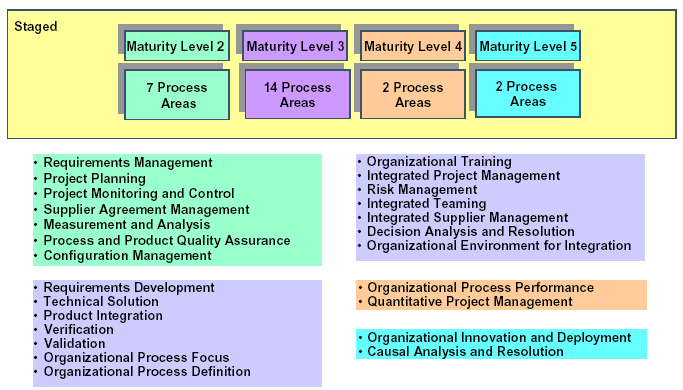 Staged
Maturity Level 2
Maturity Level 3
Maturity Level 4
Maturity Level 5
7 Process
Areas
14 Process
Areas
2 Process
Areas
2 Process
Areas
• Requirements Management
• Project Planning
• Project Monitoring and Control
• Supplier Agreement Management
• Measurement and Analysis
• Process and Product Quality Assurance
• Configuration Management
• Requirements Development
• Technical Solution
• Product Integration
• Verification
• Validation
• Organizational Process Focus
• Organizational Process Definition
• Organizational Training
• Integrated Project Management
• Risk Management
• Integrated Teaming
• Integrated Supplier Management
• Decision Analysis and Resolution
• Organizational Environment for Integration
• Organizational Process Performance
• Quantitative Project Management
• Organizational Innovation and Deployment
• Causal Analysis and Resolution